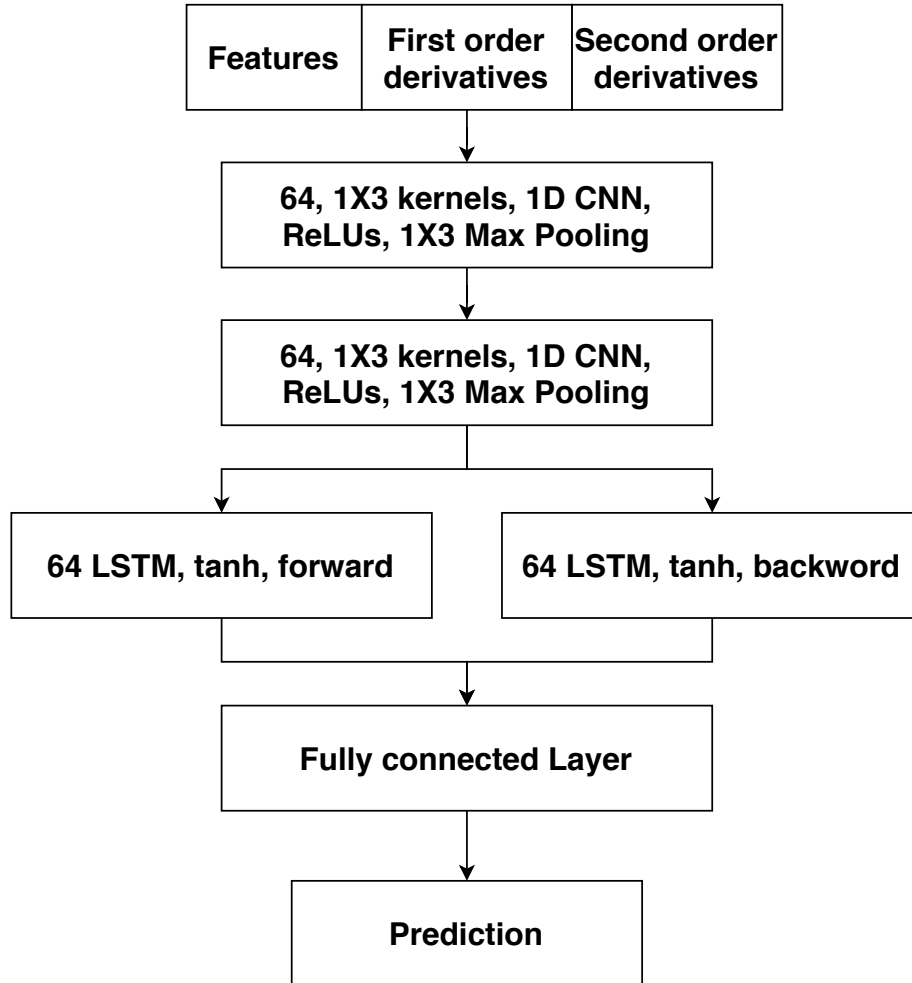 Features
First order
derivatives
Second order
derivatives
64, 1X3 kernels, 1D CNN,
ReLUs, 1X3 Max Pooling
64, 1X3 kernels, 1D CNN,
ReLUs, 1X3 Max Pooling
64 LSTM, tanh, forward
64 LSTM, tanh, backword
Fully connected Layer
Prediction